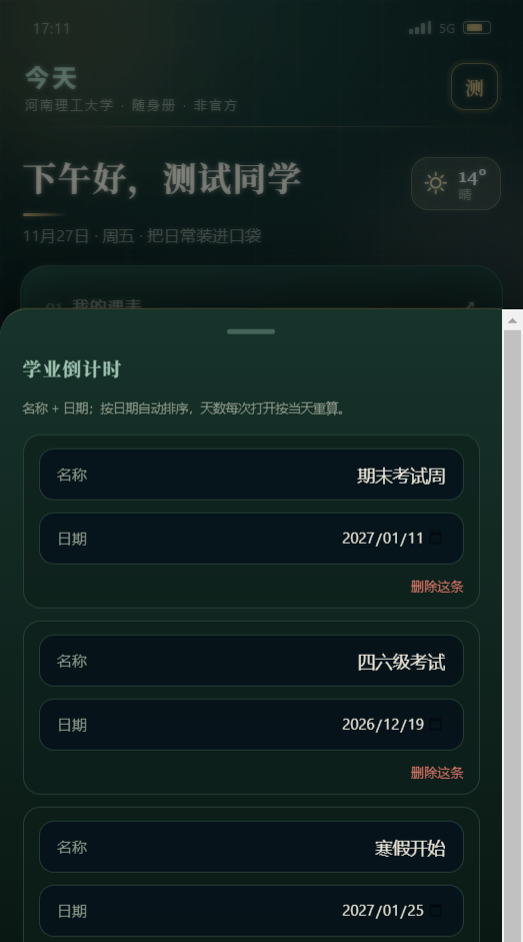 17:11
5G
今天
河南理工大学 · 随身册 · 非官方
测
下午好，测试同学
14°
晴
11月27日 · 周五 · 把日常装进口袋
01 我的课表
学业倒计时
名称 + 日期；按日期自动排序，天数每次打开按当天重算。
名称 期末考试周
日期 2027/01/11
删除这条
名称 四六级考试
日期 2026/12/19
删除这条
名称 寒假开始
日期 2027/01/25